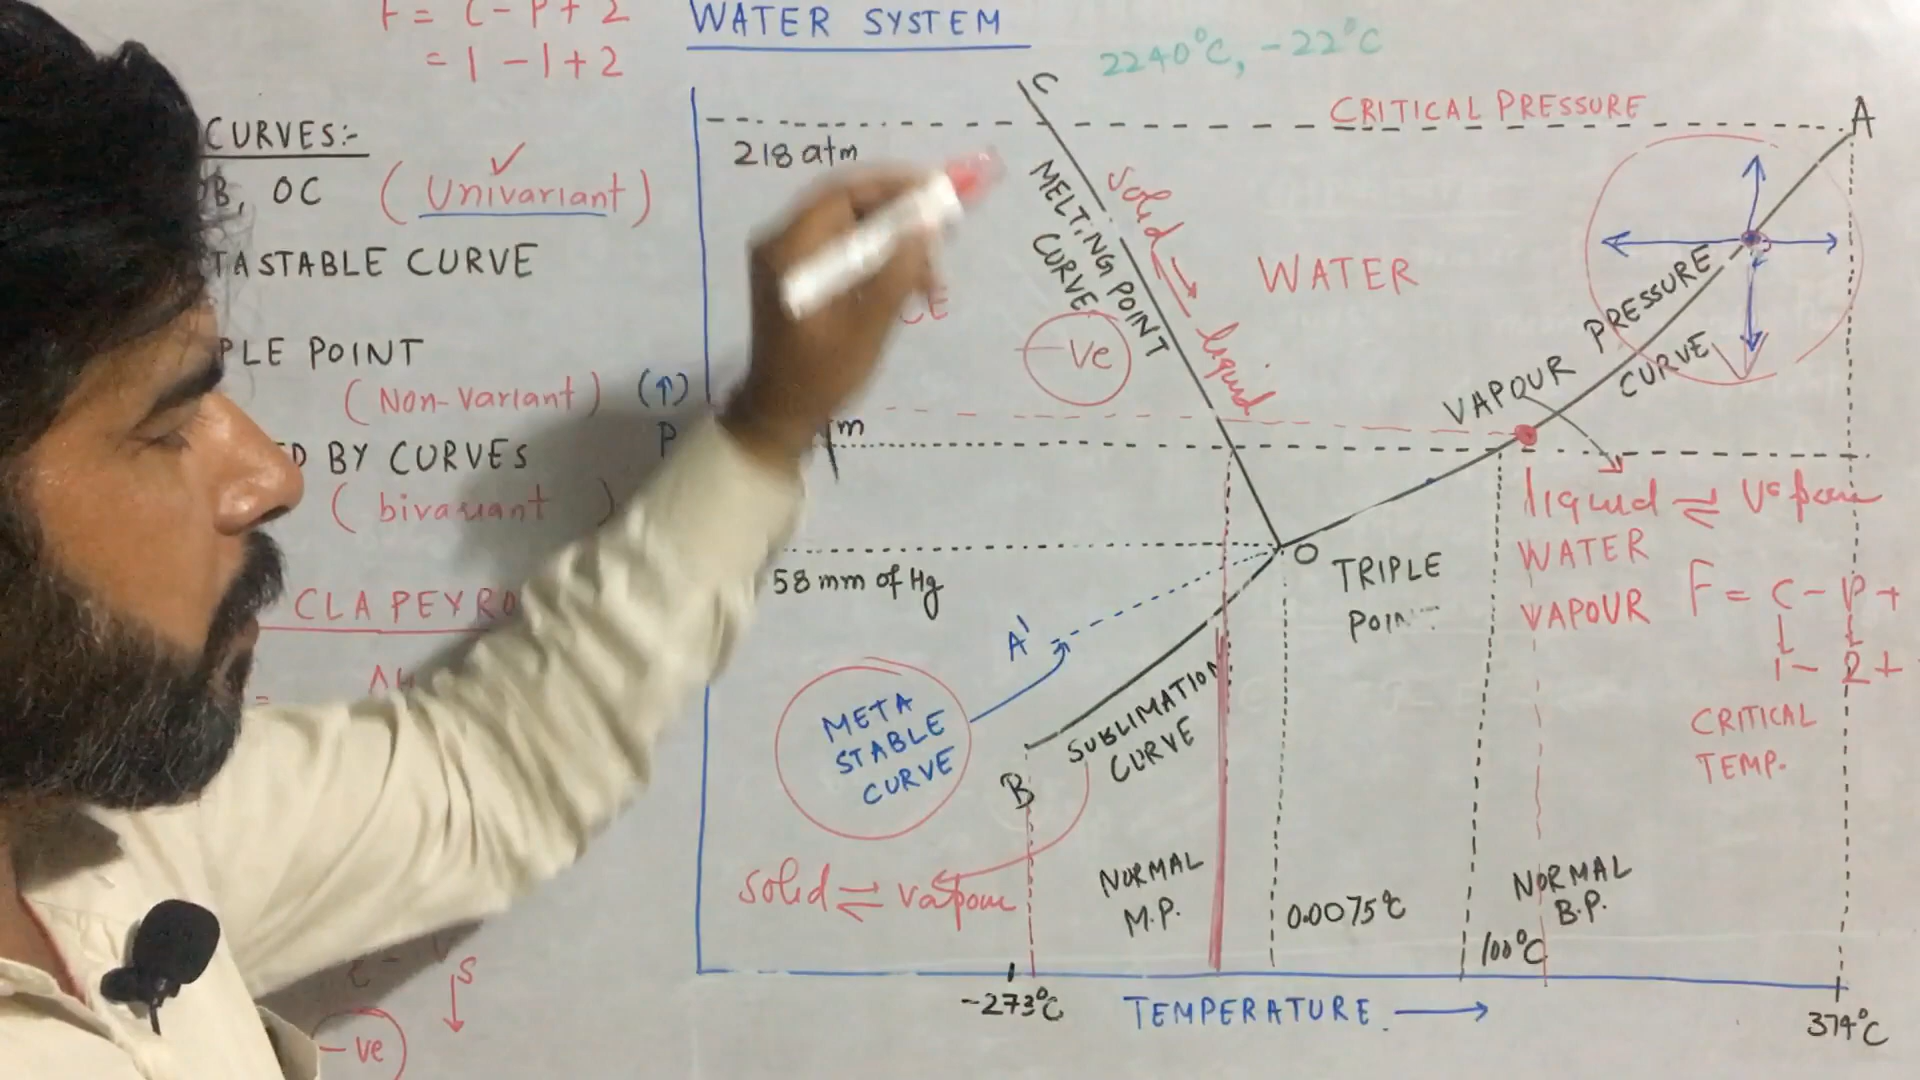 F = C - P + 2
= 1 - 1 + 2
WATER SYSTEM
2240°C, -22°C
CURVES:-
OB, OC (Univariant)
TASTABLE CURVE
PLE POINT
(Non-variant)
D BY CURVES
(bivariant)
CLAPEYRO
=
S
-ve
(↑)
P
C
CRITICAL PRESSURE
A
218 atm
MELTING POINT
CURVE
solid → liquid
-ve
WATER
VAPOUR PRESSURE
CURVE
m
liquid ⇌ Vapour
WATER
VAPOUR
F = C - P +
1 - 2 +
O
TRIPLE
POIN
58 mm of Hg
A'
META
STABLE
CURVE
B
SUBLIMATION
CURVE
solid ⇌ vapour
CRITICAL
TEMP.
NORMAL
M.P.
0.0075°C
NORMAL
B.P.
100°C
-273°C
TEMPERATURE →
374°C